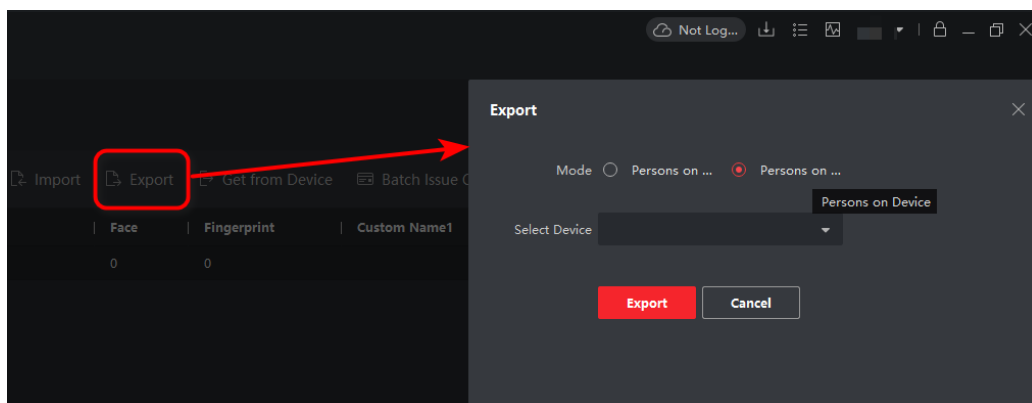 Not Log...
Export
Import Export Get from Device Batch Issue C
Mode Persons on ... Persons on ...
Persons on Device
Face Fingerprint Custom Name1
Select Device
0 0
Export Cancel